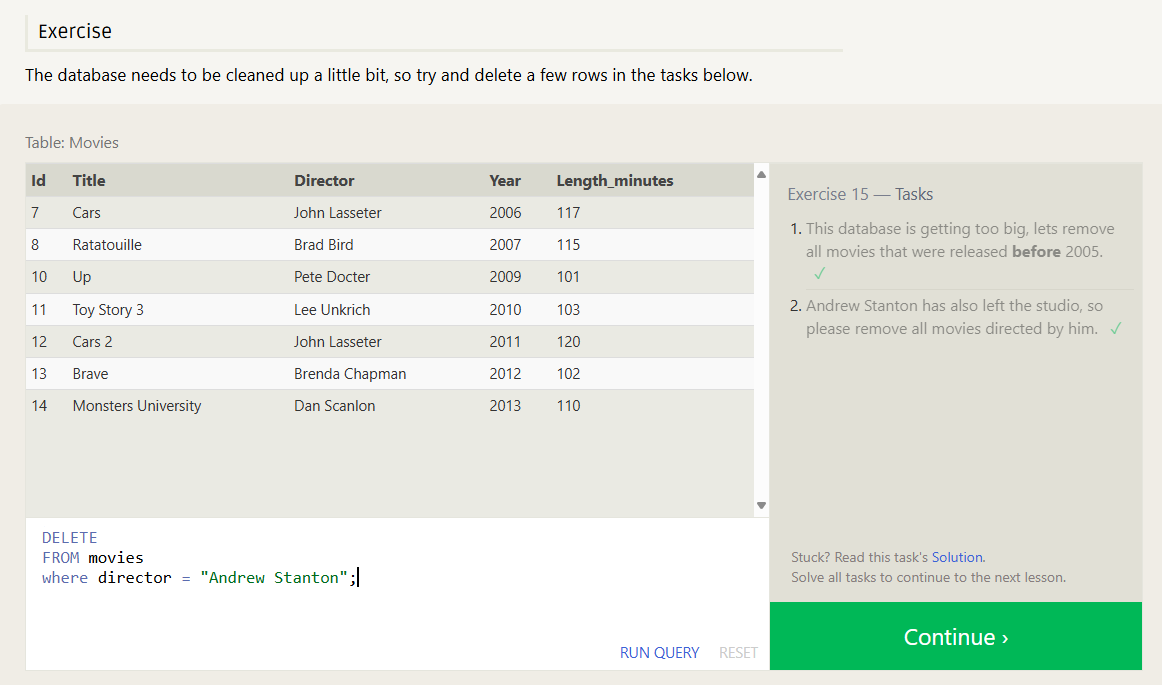 Exercise
The database needs to be cleaned up a little bit, so try and delete a few rows in the tasks below.
Table: Movies
Id Title Director Year Length_minutes
7 Cars John Lasseter 2006 117
8 Ratatouille Brad Bird 2007 115
10 Up Pete Docter 2009 101
11 Toy Story 3 Lee Unkrich 2010 103
12 Cars 2 John Lasseter 2011 120
13 Brave Brenda Chapman 2012 102
14 Monsters University Dan Scanlon 2013 110
DELETE
FROM movies
where director = "Andrew Stanton";
RUN QUERY RESET
Exercise 15 — Tasks
1. This database is getting too big, lets remove
all movies that were released before 2005.
✓
2. Andrew Stanton has also left the studio, so
please remove all movies directed by him. ✓
Stuck? Read this task's Solution.
Solve all tasks to continue to the next lesson.
Continue ›